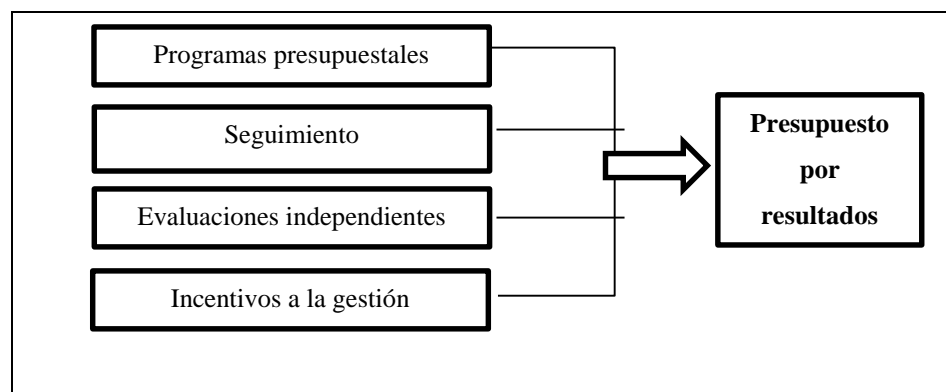 Programas presupuestales
Seguimiento
Evaluaciones independientes
Incentivos a la gestión
Presupuesto
por
resultados